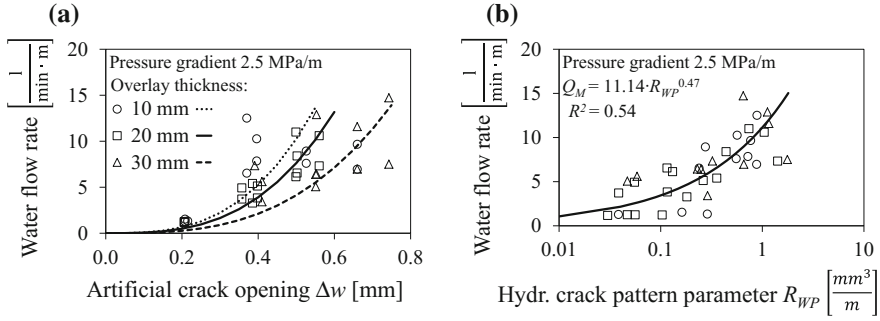 (a)
Water flow rate [l / min · m]
20
15
10
5
0
Pressure gradient 2.5 MPa/m
Overlay thickness:
10 mm
20 mm
30 mm
0.0 0.2 0.4 0.6 0.8
Artificial crack opening Δw [mm]
(b)
Water flow rate [l / min · m]
20
15
10
5
0
Pressure gradient 2.5 MPa/m
Q_M = 11.14·R_WP^0.47
R² = 0.54
0.01 0.1 1 10
Hydr. crack pattern parameter R_WP [mm³ / m]